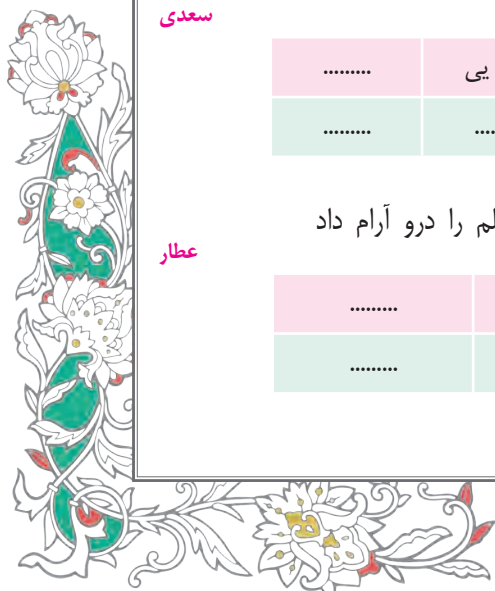 سعدی
یی .........
.... .........
لم را درو آرام داد
عطار
.........
.........